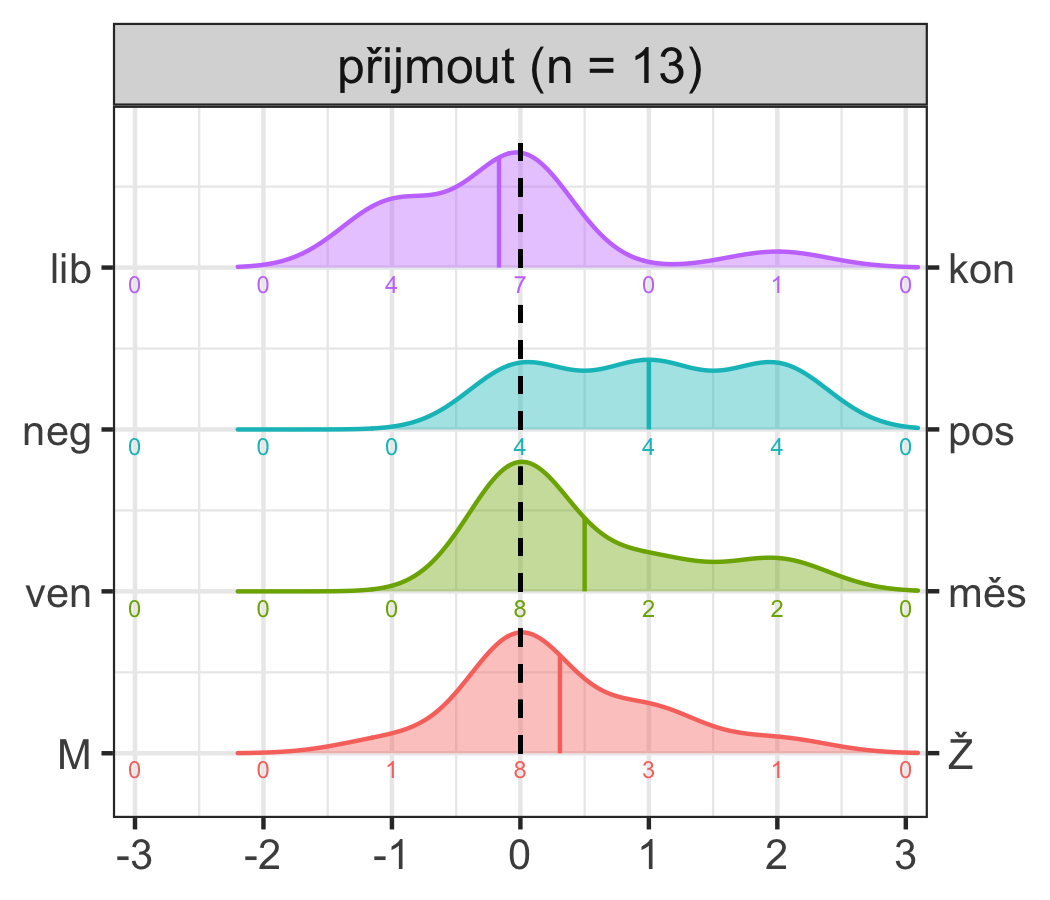 přijmout (n = 13)
lib kon
0 0 4 7 0 1 0
neg pos
0 0 0 4 4 4 0
ven měs
0 0 0 8 2 2 0
M Ž
0 0 1 8 3 1 0
-3 -2 -1 0 1 2 3